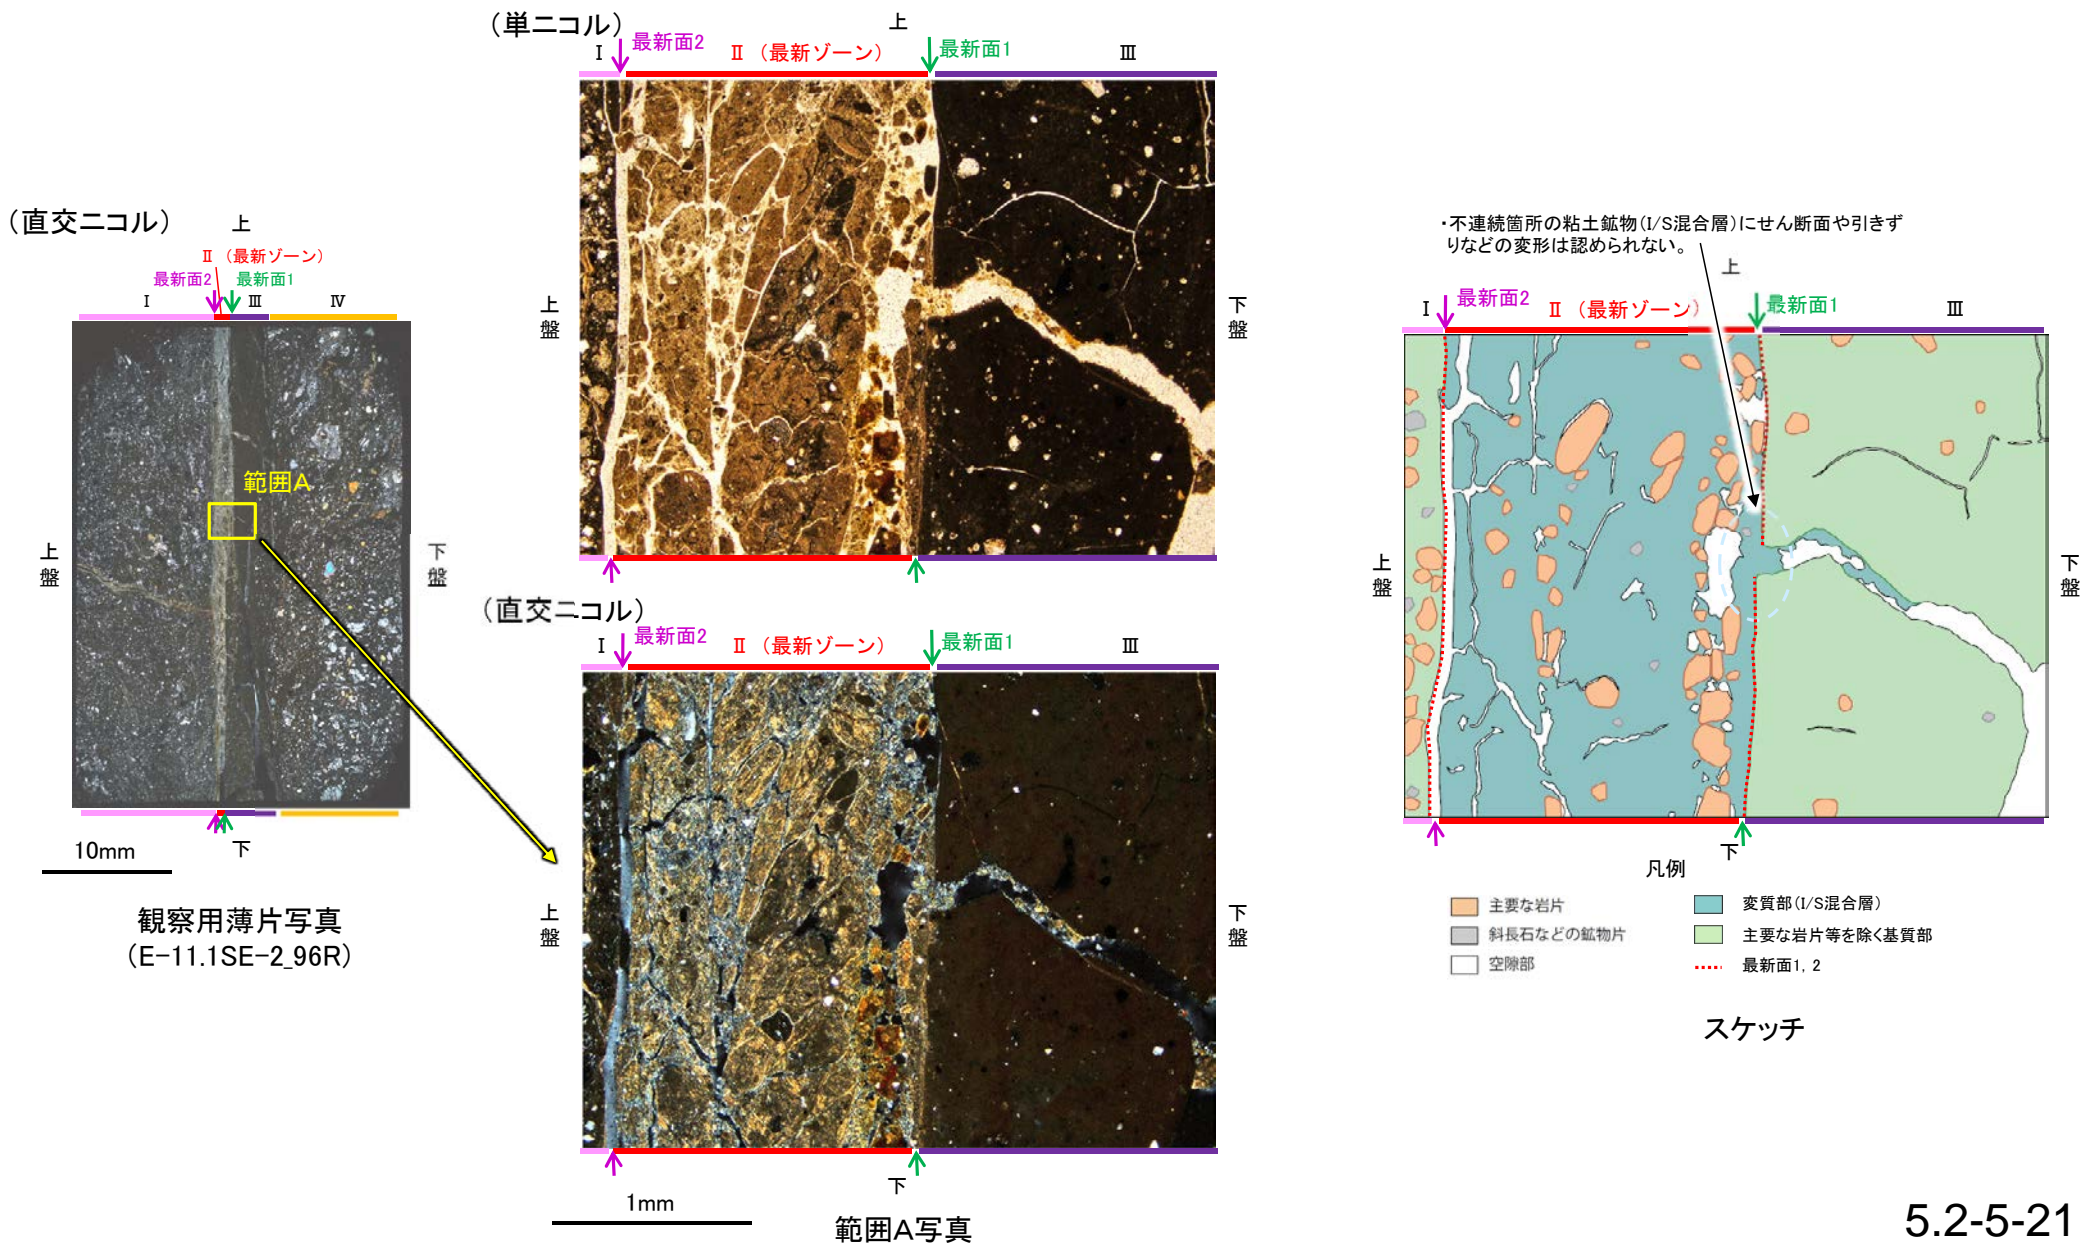 (直交ニコル)
上
Ⅱ (最新ゾーン)
最新面2
最新面1
Ⅰ
Ⅲ
Ⅳ
範囲A
上盤
下盤
下
10mm
観察用薄片写真
(E-11.1SE-2_96R)
(単ニコル)
上
Ⅰ
最新面2
Ⅱ (最新ゾーン)
最新面1
Ⅲ
上盤
下盤
(直交ニコル)
Ⅰ
最新面2
Ⅱ (最新ゾーン)
最新面1
Ⅲ
上盤
下盤
下
1mm
範囲A写真
・不連続箇所の粘土鉱物(I/S混合層)にせん断面や引きず
りなどの変形は認められない。
上
Ⅰ
最新面2
Ⅱ (最新ゾーン)
最新面1
Ⅲ
上盤
下盤
下
凡例
主要な岩片
変質部(I/S混合層)
斜長石などの鉱物片
主要な岩片等を除く基質部
空隙部
最新面1, 2
スケッチ
5.2-5-21